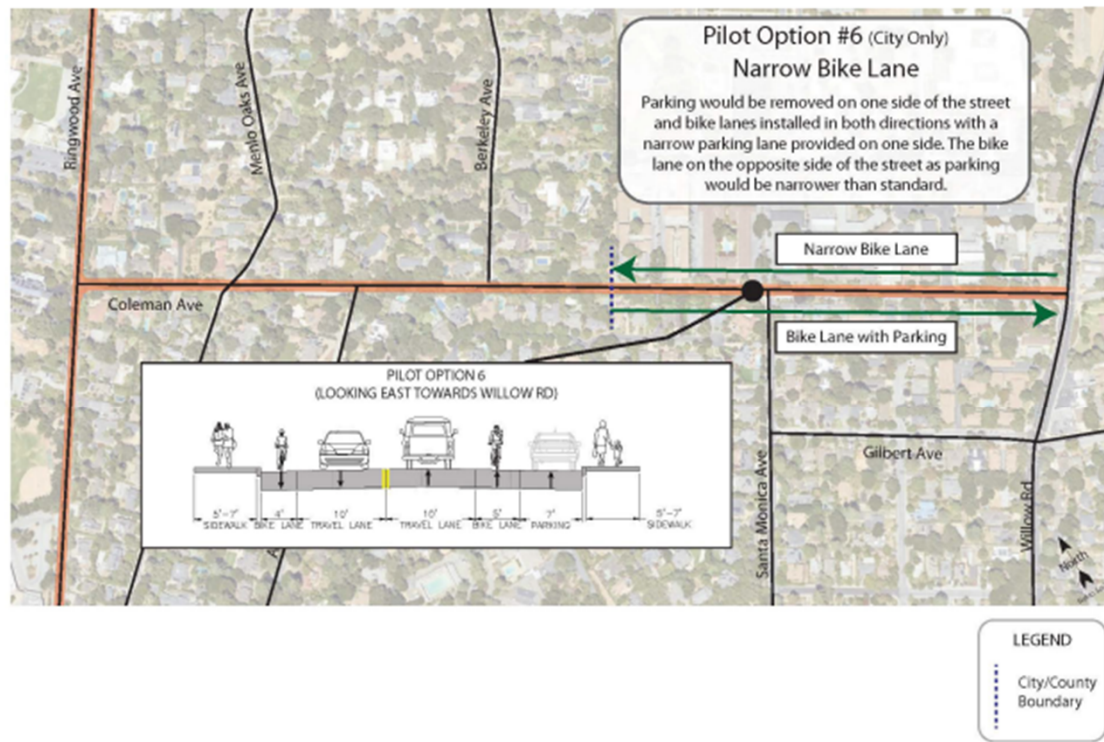 Pilot Option #6 (City Only)
Narrow Bike Lane
Parking would be removed on one side of the street
and bike lanes installed in both directions with a
narrow parking lane provided on one side. The bike
lane on the opposite side of the street as parking
would be narrower than standard.
Ringwood Ave
Menlo Oaks Ave
Berkeley Ave
Narrow Bike Lane
Coleman Ave
Bike Lane with Parking
PILOT OPTION 6
(LOOKING EAST TOWARDS WILLOW RD)
5'-7' 4' 10' 10' 5' 7' 5'-7'
SIDEWALK BIKE LANE TRAVEL LANE TRAVEL LANE BIKE LANE PARKING SIDEWALK
Gilbert Ave
Santa Monica Ave
Willow Rd
North
LEGEND
City/County
Boundary